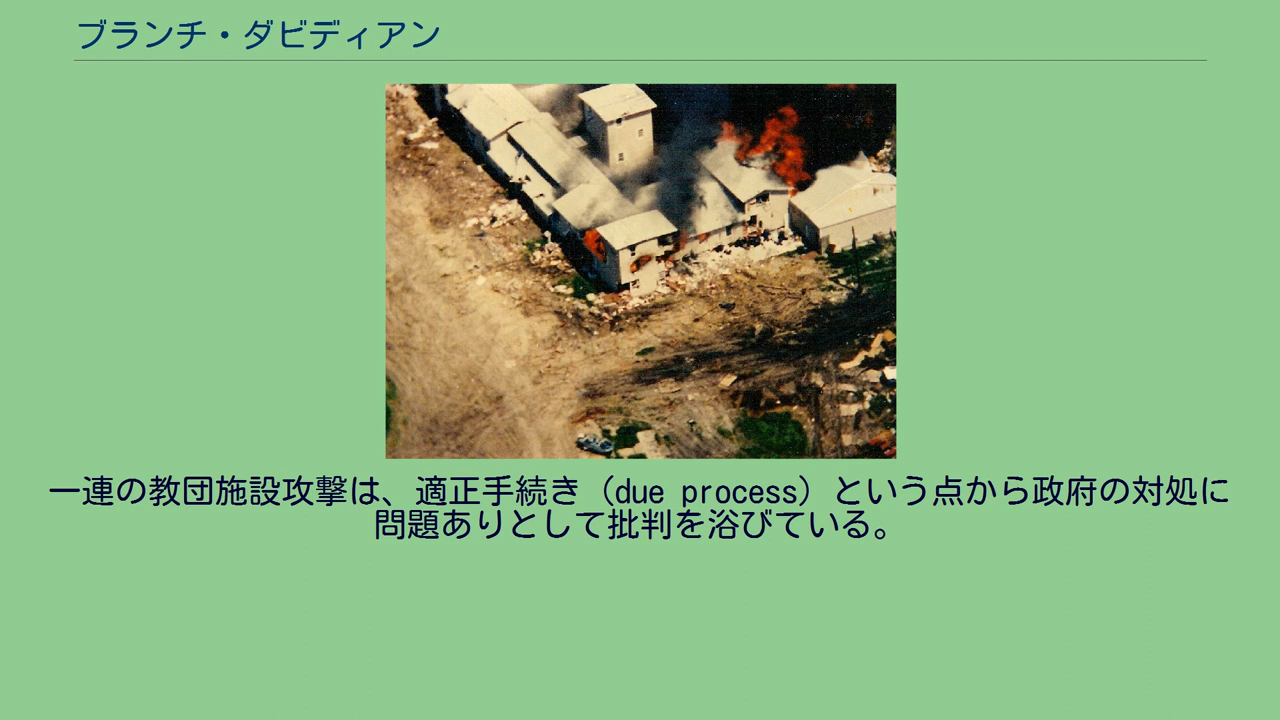 ブランチ・ダビディアン
一連の教団施設攻撃は、適正手続き（due process）という点から政府の対処に
問題ありとして批判を浴びている。